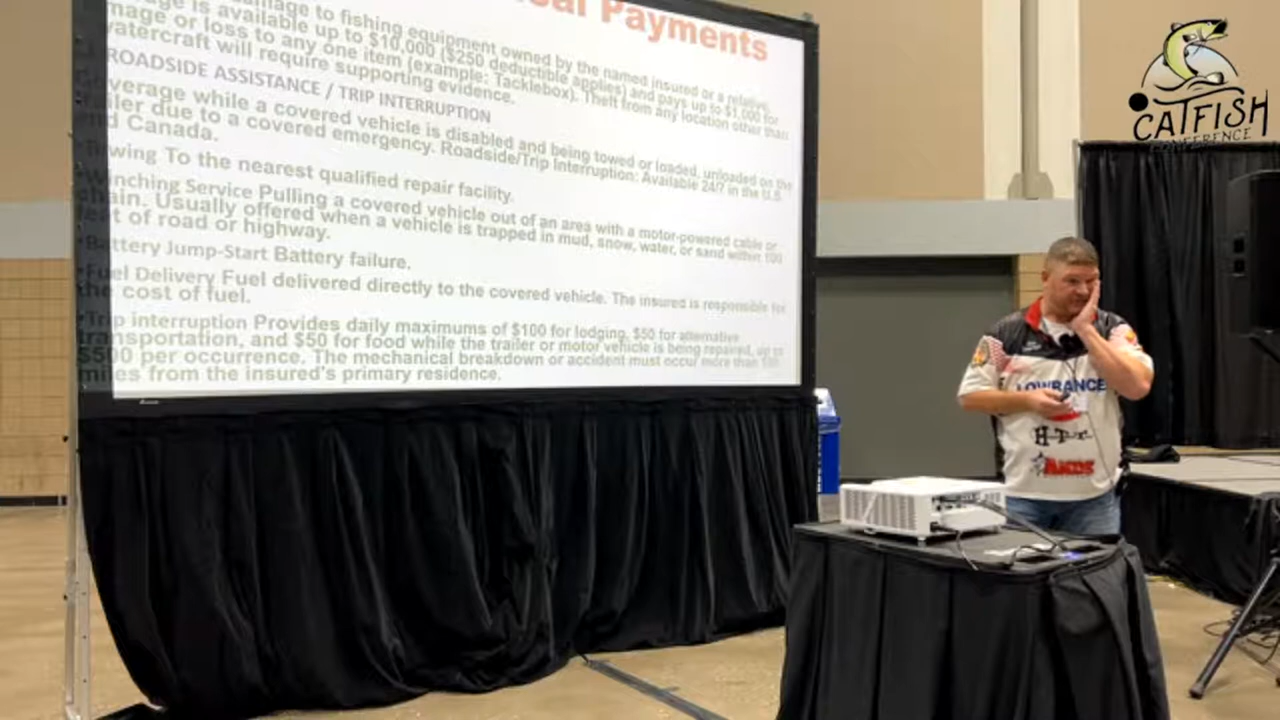 Payments
damage to fishing equipment owned by the named insured or a relative.
is available up to $10,000 ($250 deductible applies) and pays up to $1,000 for
or loss to any one item (example: Tacklebox). Theft from any location other than
watercraft will require supporting evidence.
ROADSIDE ASSISTANCE / TRIP INTERRUPTION
overage while a covered vehicle is disabled and being towed or loaded, unloaded on the
ailer due to a covered emergency. Roadside/Trip Interruption: Available 24/7 in the U.S
nd Canada.
•Towing To the nearest qualified repair facility.
•Winching Service Pulling a covered vehicle out of an area with a motor-powered cable or
chain. Usually offered when a vehicle is trapped in mud, snow, water, or sand within 100
feet of road or highway.
•Battery Jump-Start Battery failure.
•Fuel Delivery Fuel delivered directly to the covered vehicle. The insured is responsible for
the cost of fuel.
•Trip interruption Provides daily maximums of $100 for lodging, $50 for alternative
transportation, and $50 for food while the trailer or motor vehicle is being repaired, up to
$500 per occurrence. The mechanical breakdown or accident must occur more than 100
miles from the insured's primary residence.
CATFISH
CONFERENCE
LOWRANCE